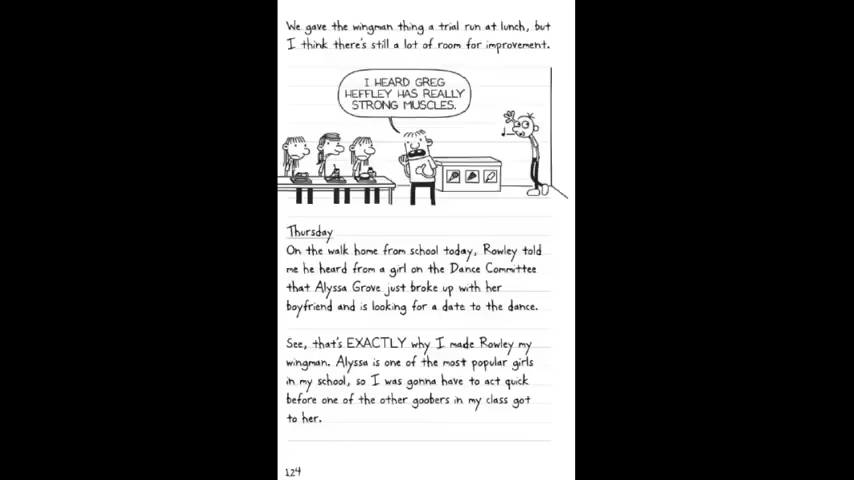 We gave the wingman thing a trial run at lunch, but
I think there's still a lot of room for improvement.
I HEARD GREG
HEFFLEY HAS REALLY
STRONG MUSCLES.
Thursday
On the walk home from school today, Rowley told
me he heard from a girl on the Dance Committee
that Alyssa Grove just broke up with her
boyfriend and is looking for a date to the dance.
See, that's EXACTLY why I made Rowley my
wingman. Alyssa is one of the most popular girls
in my school, so I was gonna have to act quick
before one of the other goobers in my class got
to her.
124